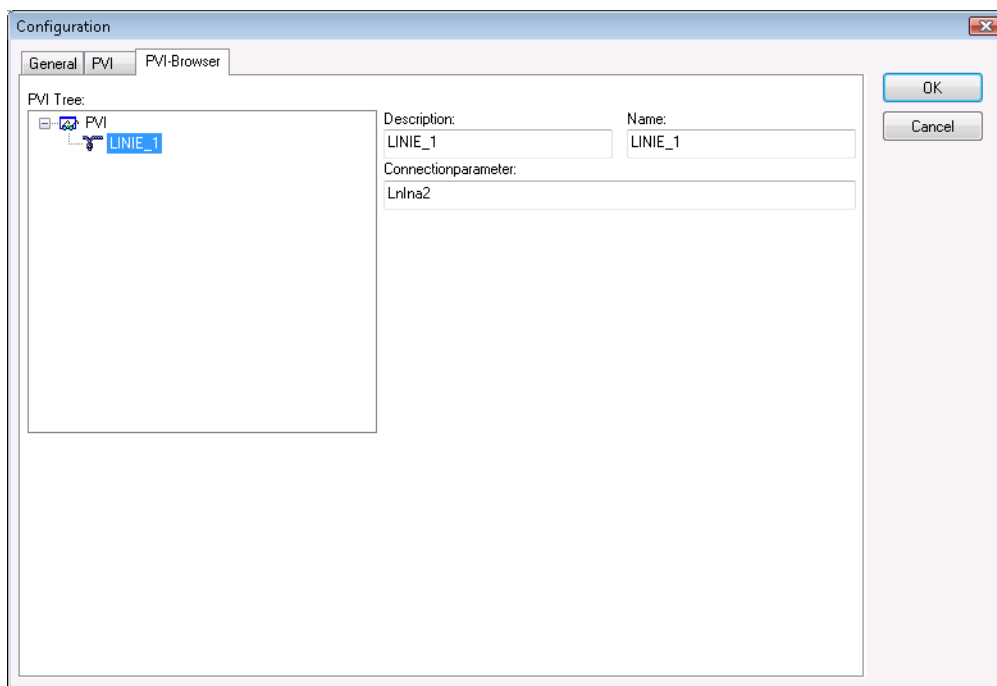 Configuration
General PVI PVI-Browser
PVI Tree:
PVI
LINIE_1
Description:
LINIE_1
Name:
LINIE_1
Connectionparameter:
LnIna2
OK
Cancel